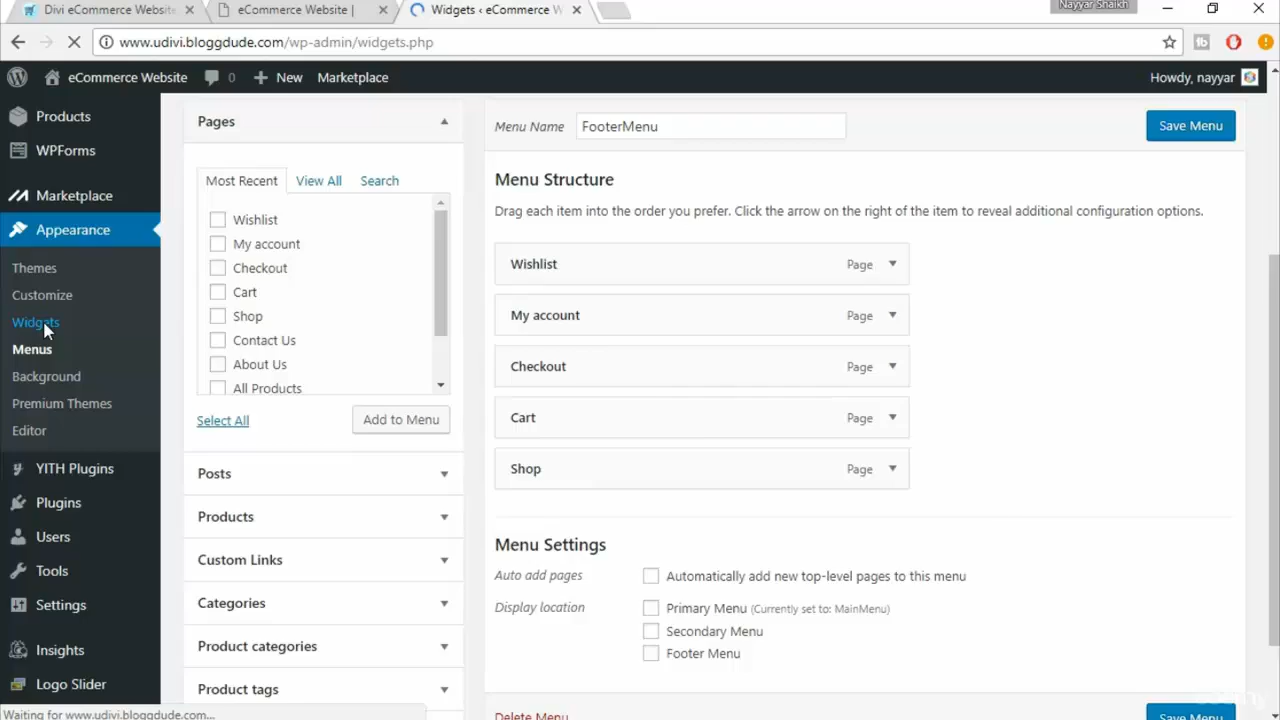 Divi eCommerce Website
eCommerce Website |
Widgets ‹ eCommerce W
Nayyar Shaikh
www.udivi.bloggdude.com/wp-admin/widgets.php
eCommerce Website
0
New
Marketplace
Howdy, nayyar
Products
WPForms
Marketplace
Appearance
Themes
Customize
Widgets
Menus
Background
Premium Themes
Editor
YITH Plugins
Plugins
Users
Tools
Settings
Insights
Logo Slider
Waiting for www.udivi.bloggdude.com...
Pages
Most Recent
View All
Search
Wishlist
My account
Checkout
Cart
Shop
Contact Us
About Us
All Products
Select All
Add to Menu
Posts
Products
Custom Links
Categories
Product categories
Product tags
Menu Name
FooterMenu
Save Menu
Menu Structure
Drag each item into the order you prefer. Click the arrow on the right of the item to reveal additional configuration options.
Wishlist Page
My account Page
Checkout Page
Cart Page
Shop Page
Menu Settings
Auto add pages
Automatically add new top-level pages to this menu
Display location
Primary Menu (Currently set to: MainMenu)
Secondary Menu
Footer Menu
Delete Menu
Save Menu